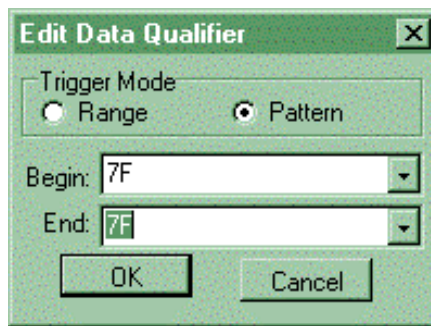 Edit Data Qualifier
Trigger Mode
Range Pattern
Begin: 7F
End: 7F
OK Cancel